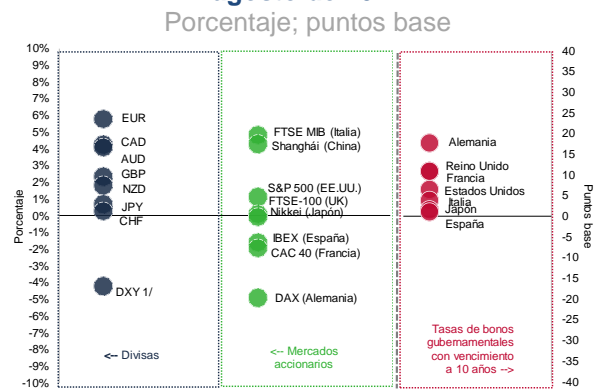 Porcentaje; puntos base
10%
9%
8%
7%
6%
5%
4%
3%
2%
1%
0%
-1%
-2%
-3%
-4%
-5%
-6%
-7%
-8%
-9%
-10%
Porcentaje
EUR
CAD
AUD
GBP
NZD
JPY
CHF
DXY 1/
<-- Divisas
FTSE MIB (Italia)
Shanghái (China)
S&P 500 (EE.UU.)
FTSE-100 (UK)
Nikkei (Japón)
IBEX (España)
CAC 40 (Francia)
DAX (Alemania)
<-- Mercados
accionarios
Alemania
Reino Unido
Francia
Estados Unidos
Italia
Japón
España
Tasas de bonos
gubernamentales
con vencimiento
a 10 años -->
40
35
30
25
20
15
10
5
0
-5
-10
-15
-20
-25
-30
-35
-40
Puntos base